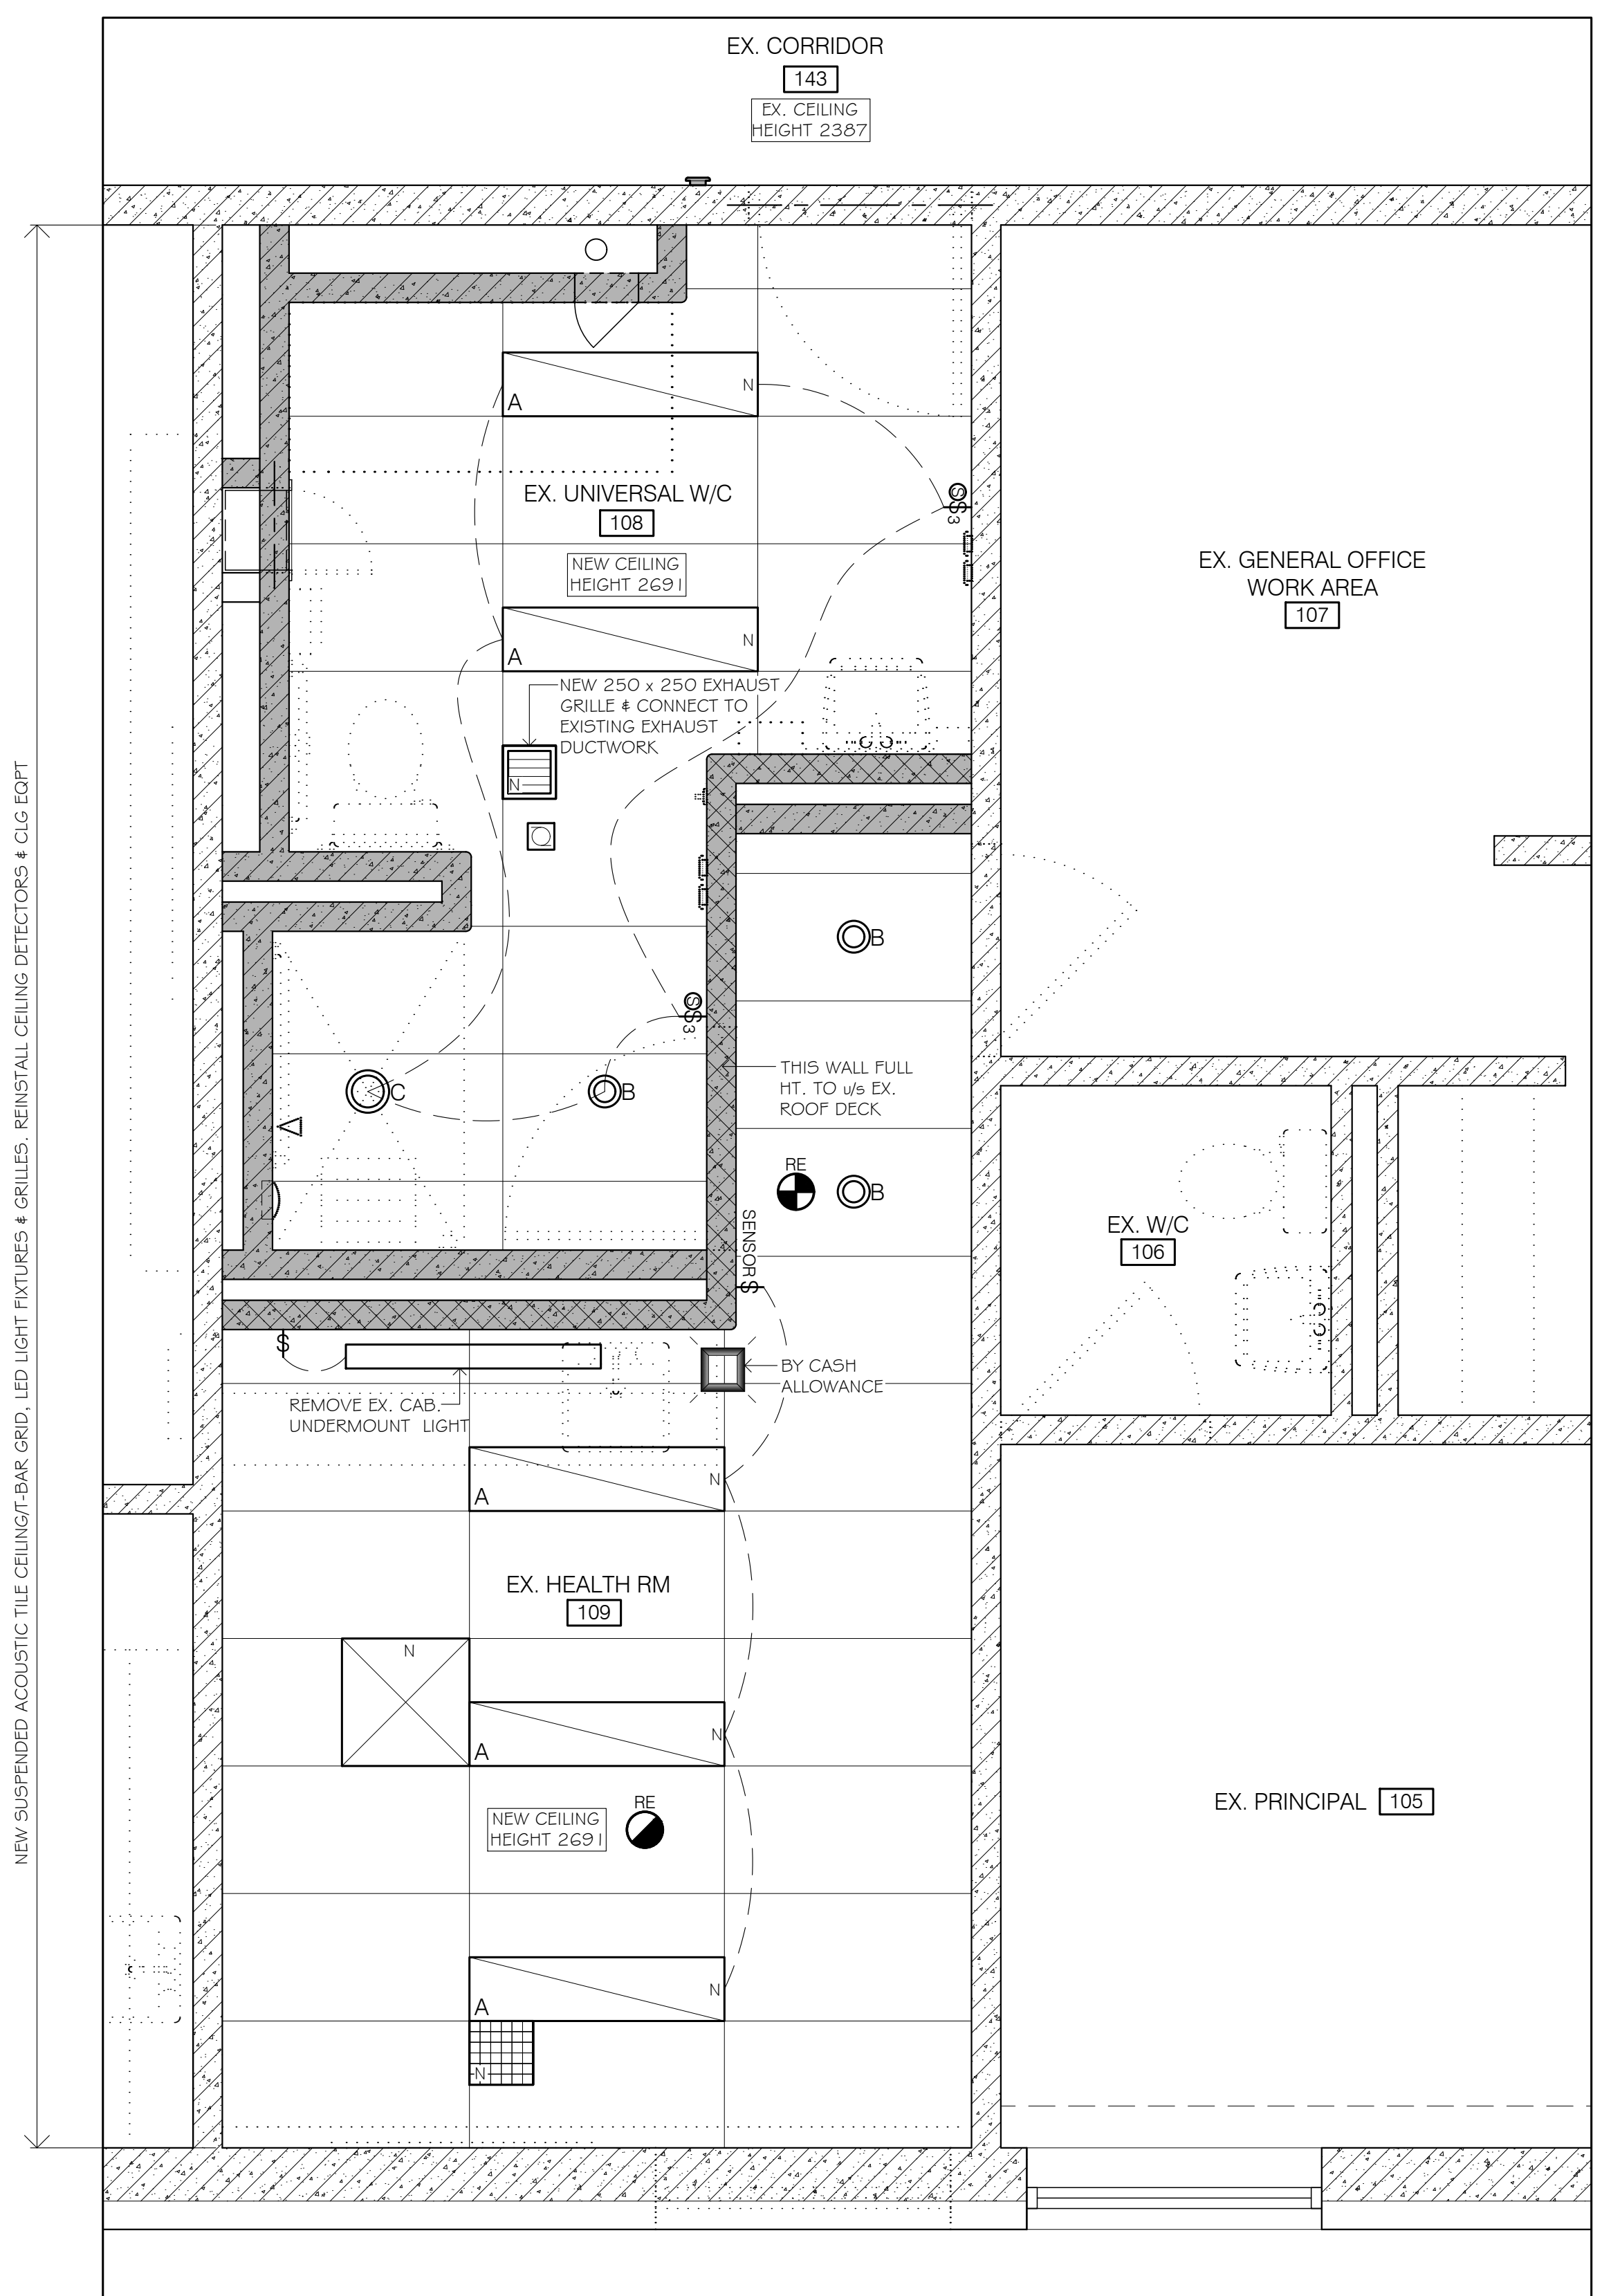 EX. CORRIDOR
143
EX. CEILING
HEIGHT 2387
A
N
EX. UNIVERSAL W/C
108
NEW CEILING
HEIGHT 2691
S
$
3
A
N
EX. GENERAL OFFICE
WORK AREA
107
NEW 250 x 250 EXHAUST
GRILLE & CONNECT TO
EXISTING EXHAUST
DUCTWORK
N
B
S
$
3
C
B
THIS WALL FULL
HT. TO u/s EX.
ROOF DECK
RE
B
SENSOR $
EX. W/C
106
$
BY CASH
ALLOWANCE
REMOVE EX. CAB.
UNDERMOUNT LIGHT
N
A
EX. HEALTH RM
109
N
N
A
NEW CEILING
HEIGHT 2691
RE
EX. PRINCIPAL 105
N
A
N
NEW SUSPENDED ACOUSTIC TILE CEILING/T-BAR GRID, LED LIGHT FIXTURES & GRILLES. REINSTALL CEILING DETECTORS & CLG EQPT